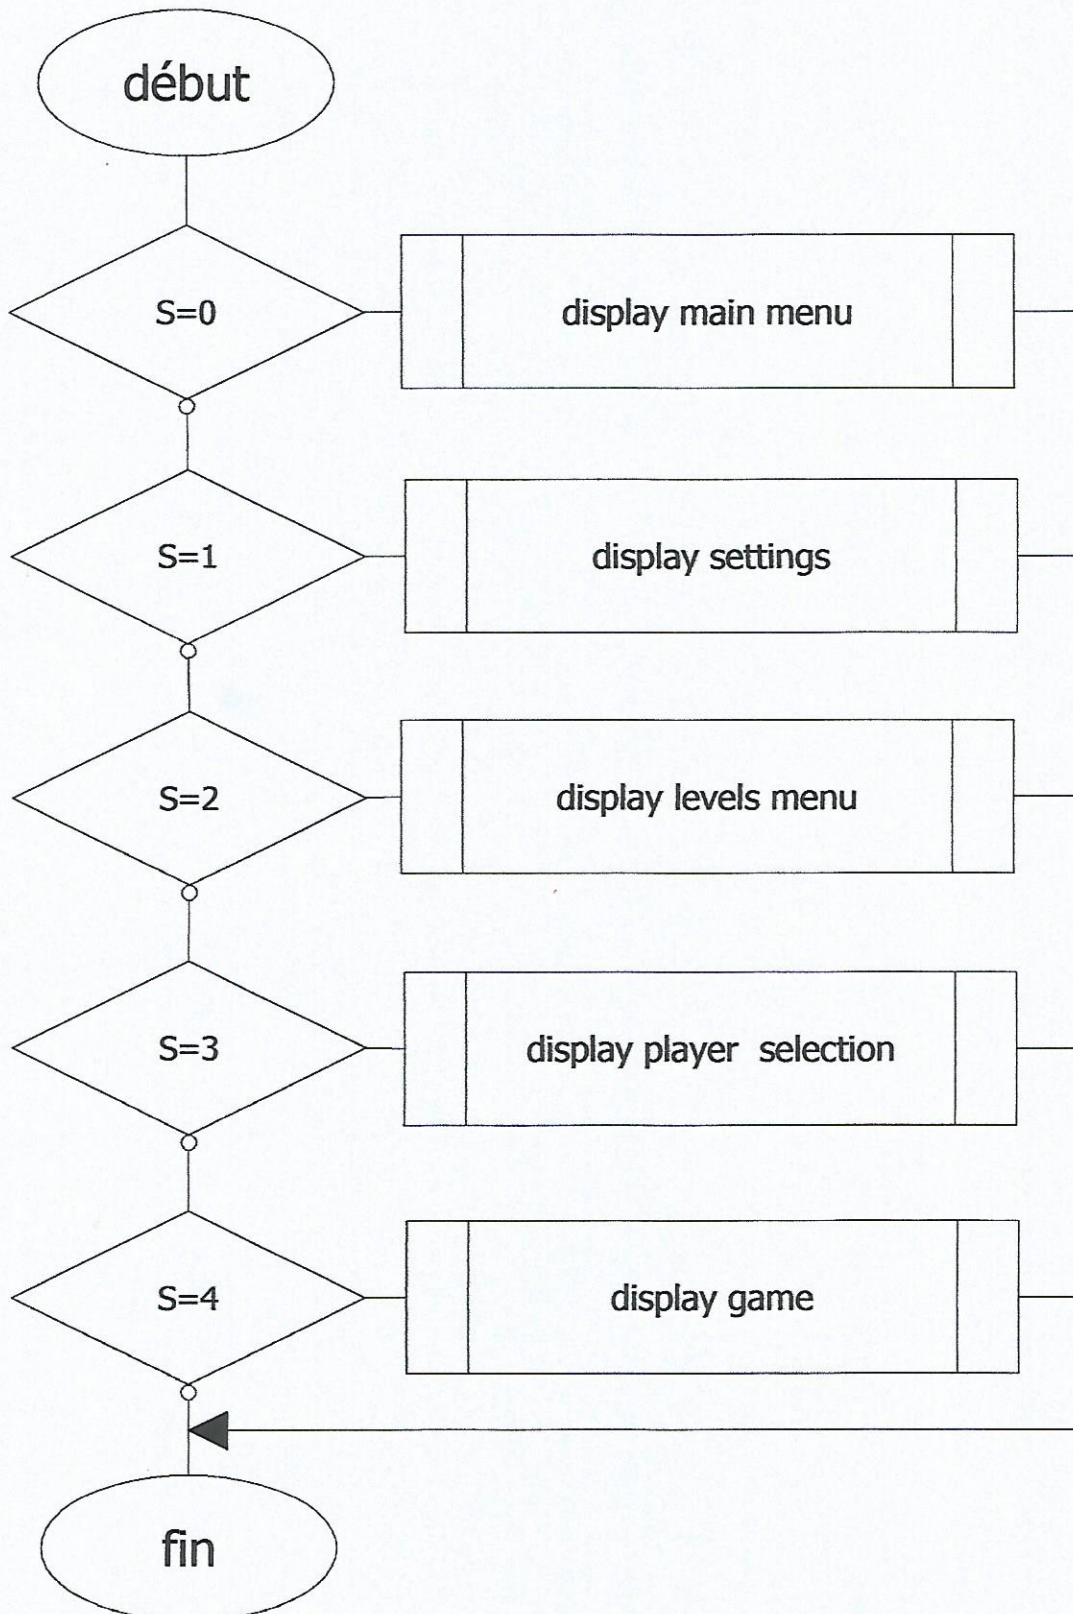 début
S=0
display main menu
S=1
display settings
S=2
display levels menu
S=3
display player  selection
S=4
display game
fin